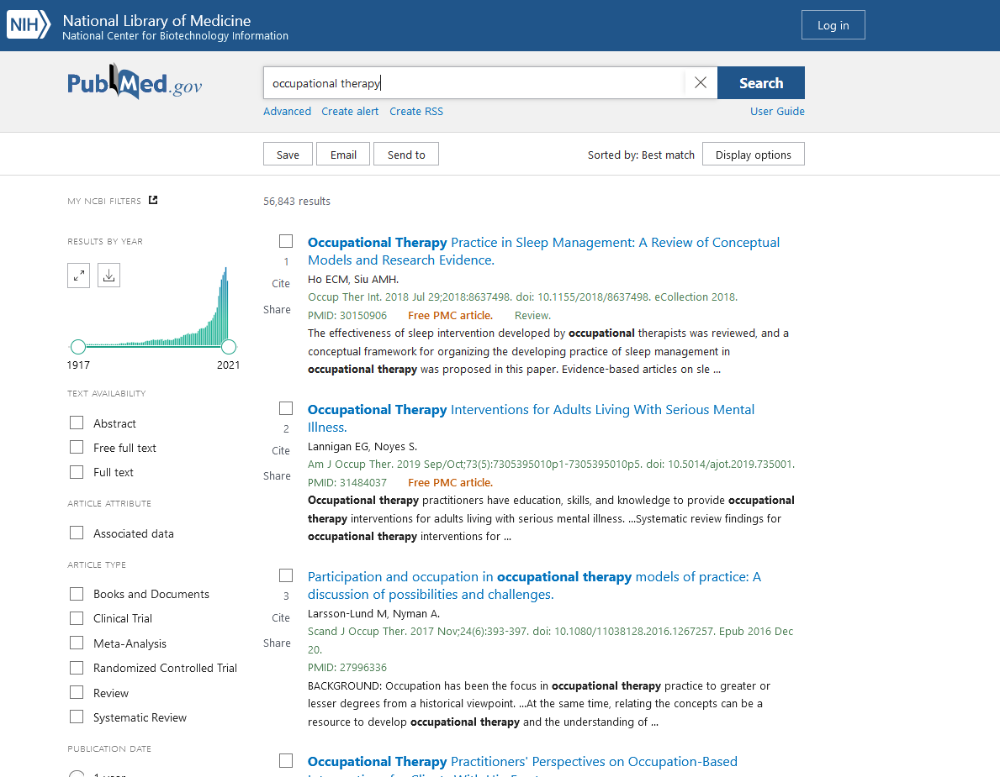 NIH National Library of Medicine
National Center for Biotechnology Information
Log in
PubMed.gov
occupational therapy
Search
Advanced Create alert Create RSS
User Guide
Save Email Send to
Sorted by: Best match Display options
MY NCBI FILTERS
RESULTS BY YEAR
1917 2021
TEXT AVAILABILITY
Abstract
Free full text
Full text
ARTICLE ATTRIBUTE
Associated data
ARTICLE TYPE
Books and Documents
Clinical Trial
Meta-Analysis
Randomized Controlled Trial
Review
Systematic Review
PUBLICATION DATE
1 year
56,843 results
1
Cite
Share
Occupational Therapy Practice in Sleep Management: A Review of Conceptual
Models and Research Evidence.
Ho ECM, Siu AMH.
Occup Ther Int. 2018 Jul 29;2018:8637498. doi: 10.1155/2018/8637498. eCollection 2018.
PMID: 30150906 Free PMC article. Review.
The effectiveness of sleep intervention developed by occupational therapists was reviewed, and a
conceptual framework for organizing the developing practice of sleep management in
occupational therapy was proposed in this paper. Evidence-based articles on sle ...
2
Cite
Share
Occupational Therapy Interventions for Adults Living With Serious Mental
Illness.
Lannigan EG, Noyes S.
Am J Occup Ther. 2019 Sep/Oct;73(5):7305395010p1-7305395010p5. doi: 10.5014/ajot.2019.735001.
PMID: 31484037 Free PMC article.
Occupational therapy practitioners have education, skills, and knowledge to provide occupational
therapy interventions for adults living with serious mental illness. ...Systematic review findings for
occupational therapy interventions for ...
3
Cite
Share
Participation and occupation in occupational therapy models of practice: A
discussion of possibilities and challenges.
Larsson-Lund M, Nyman A.
Scand J Occup Ther. 2017 Nov;24(6):393-397. doi: 10.1080/11038128.2016.1267257. Epub 2016 Dec
20.
PMID: 27996336
BACKGROUND: Occupation has been the focus in occupational therapy practice to greater or
lesser degrees from a historical viewpoint. ...At the same time, relating the concepts can be a
resource to develop occupational therapy and the understanding of ...
Occupational Therapy Practitioners' Perspectives on Occupation-Based